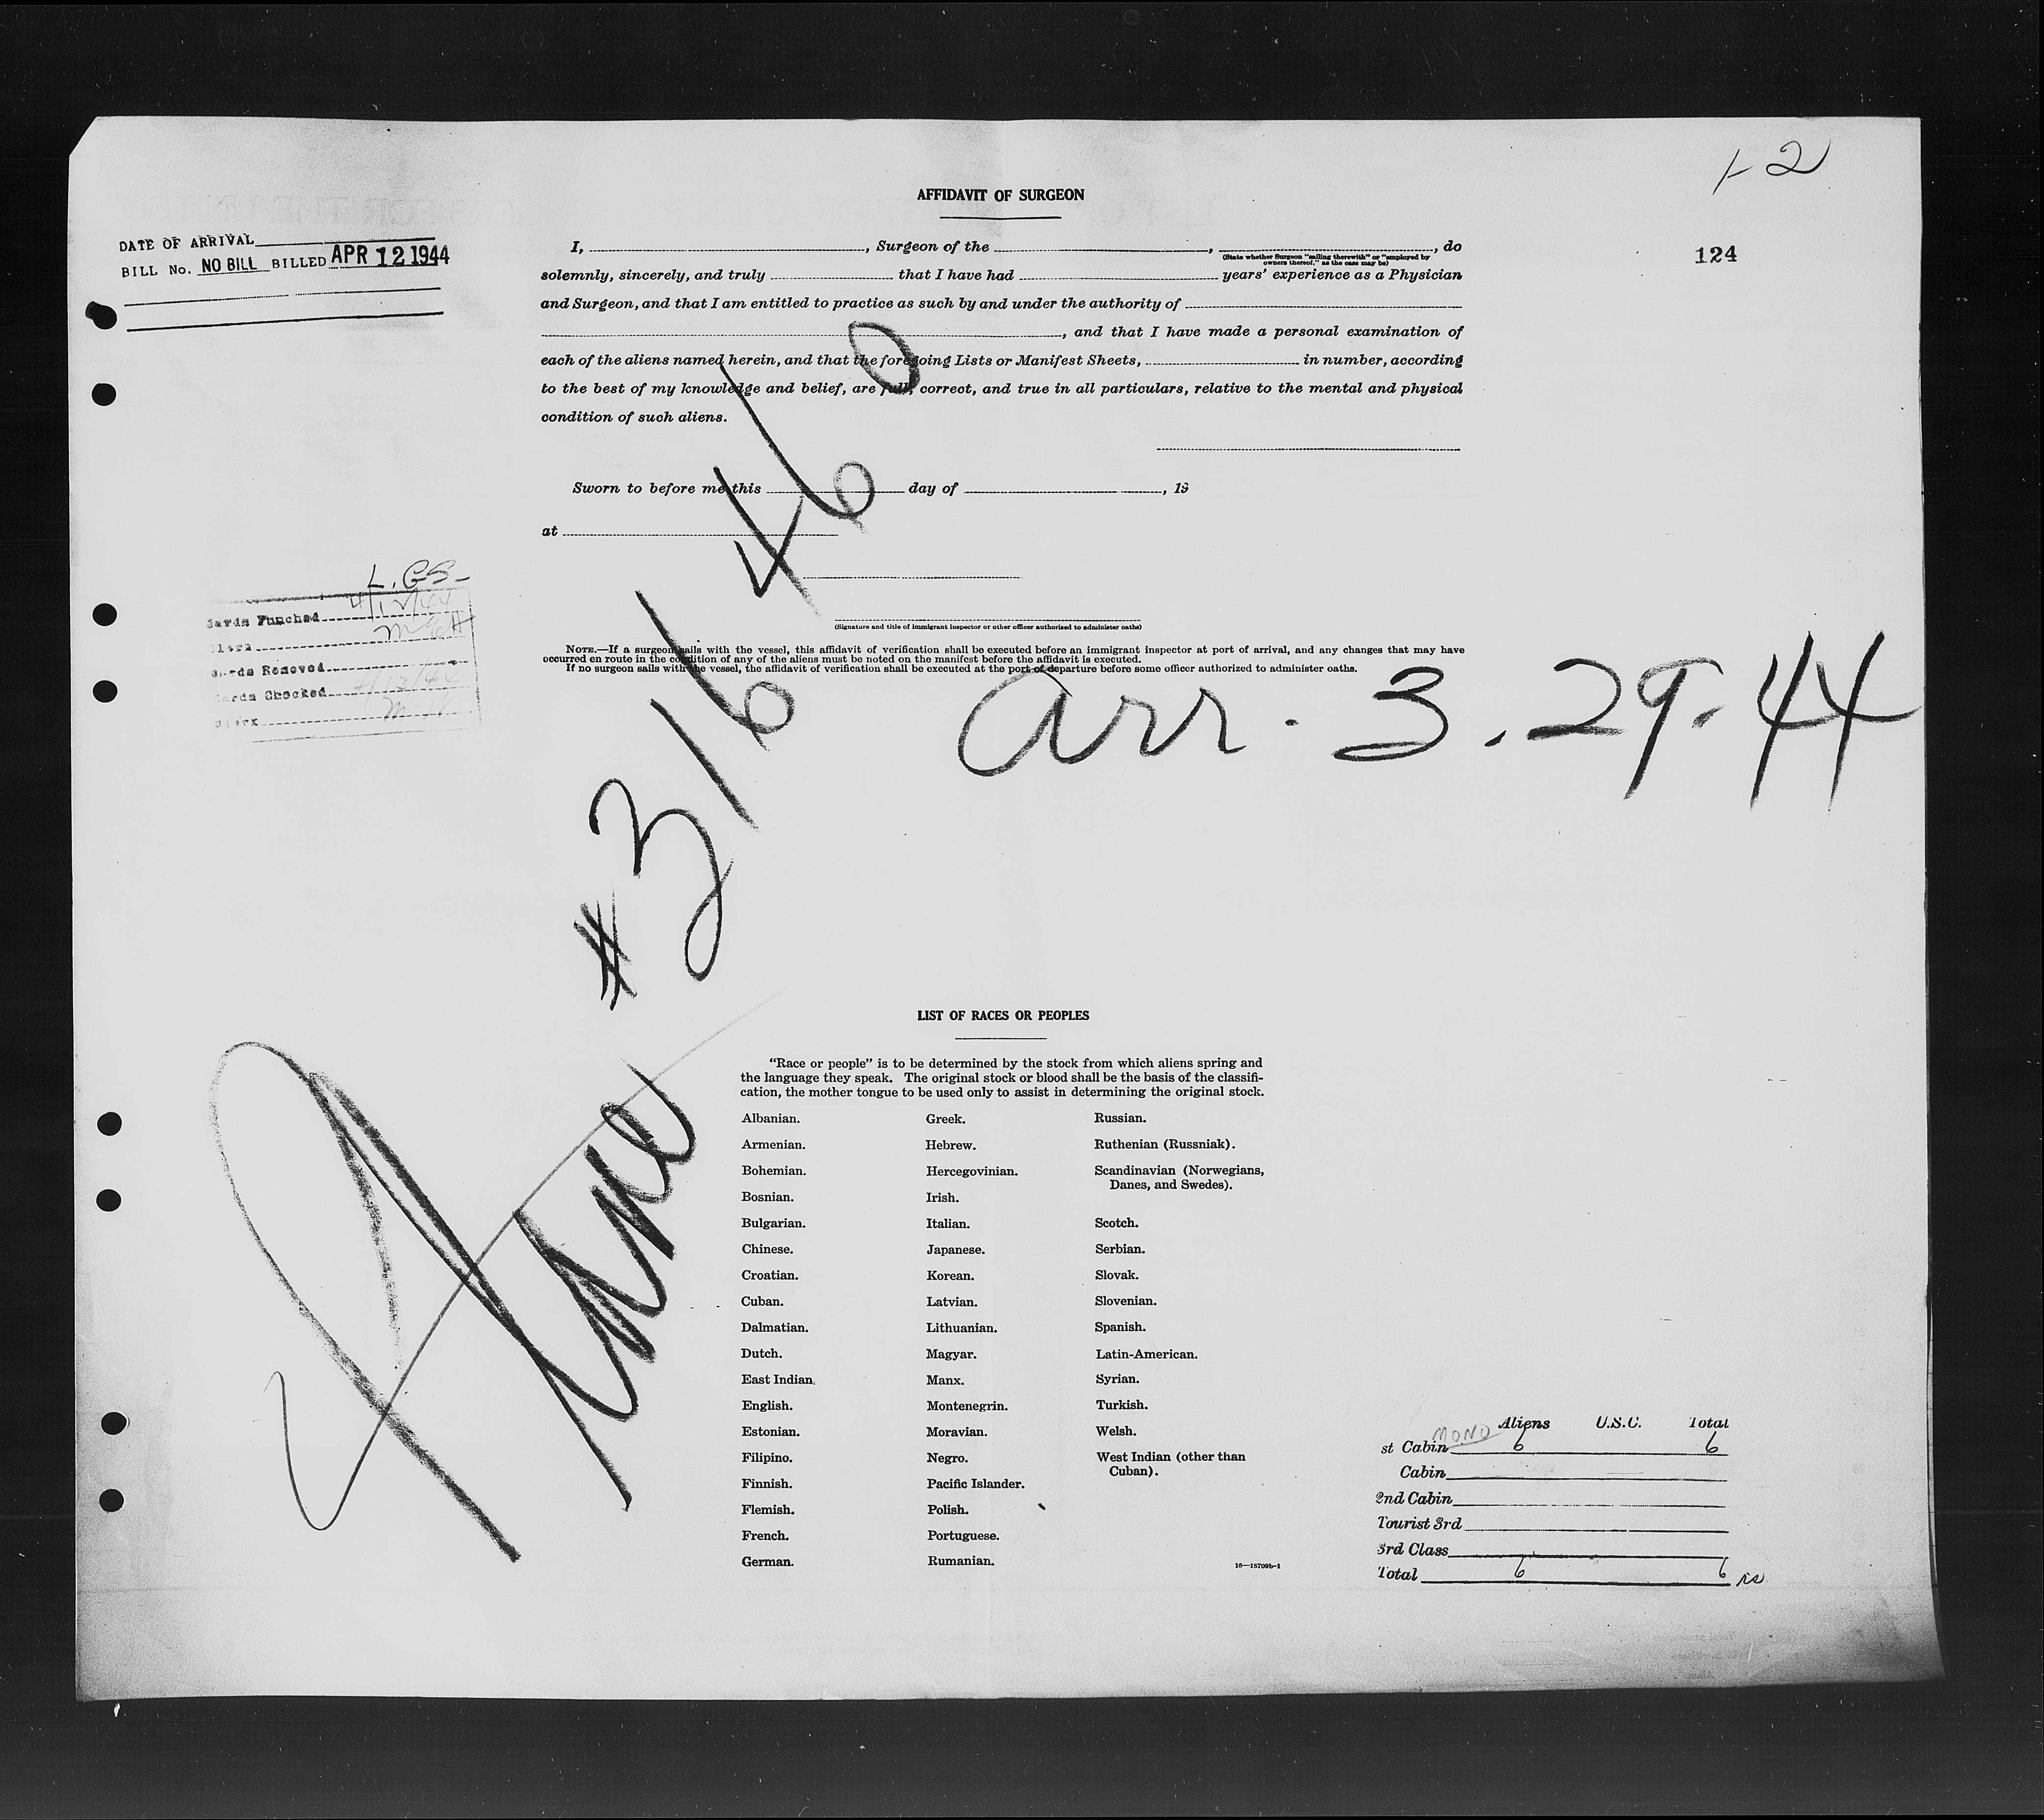 1-2
AFFIDAVIT OF SURGEON
124
DATE OF ARRIVAL
BILL No. NO BILL BILLED APR 12 1944
I, , Surgeon of the , , do
(State whether Surgeon "sailing therewith" or "employed by
owners thereof," as the case may be)
solemnly, sincerely, and truly that I have had years' experience as a Physician
and Surgeon, and that I am entitled to practice as such by and under the authority of
, and that I have made a personal examination of
each of the aliens named herein, and that the foregoing Lists or Manifest Sheets, in number, according
to the best of my knowledge and belief, are full, correct, and true in all particulars, relative to the mental and physical
condition of such aliens.
Sworn to before me this day of , 19
at
(Signature and title of immigrant inspector or other officer authorized to administer oaths)
NOTE.—If a surgeon sails with the vessel, this affidavit of verification shall be executed before an immigrant inspector at port of arrival, and any changes that may have
occurred en route in the condition of any of the aliens must be noted on the manifest before the affidavit is executed.
If no surgeon sails with the vessel, the affidavit of verification shall be executed at the port of departure before some officer authorized to administer oaths.
L. GS-
Cards Punched 4/12/44
Clerk
Cards Removed
Cards Checked 4/12/44
Clerk
arr. 3.29.44
Plane #3161460
LIST OF RACES OR PEOPLES
"Race or people" is to be determined by the stock from which aliens spring and
the language they speak. The original stock or blood shall be the basis of the classifi-
cation, the mother tongue to be used only to assist in determining the original stock.
Albanian. Greek. Russian.
Armenian. Hebrew. Ruthenian (Russniak).
Bohemian. Hercegovinian. Scandinavian (Norwegians,
Danes, and Swedes).
Bosnian. Irish.
Bulgarian. Italian. Scotch.
Chinese. Japanese. Serbian.
Croatian. Korean. Slovak.
Cuban. Latvian. Slovenian.
Dalmatian. Lithuanian. Spanish.
Dutch. Magyar. Latin-American.
East Indian. Manx. Syrian.
English. Montenegrin. Turkish.
Estonian. Moravian. Welsh.
Filipino. Negro. West Indian (other than
Cuban).
Finnish. Pacific Islander.
Flemish. Polish.
French. Portuguese.
German. Rumanian.
16—15709b-1
Aliens U.S.C. Total
st Cabin MONO 6 6
Cabin
2nd Cabin
Tourist 3rd
3rd Class
Total 6 6